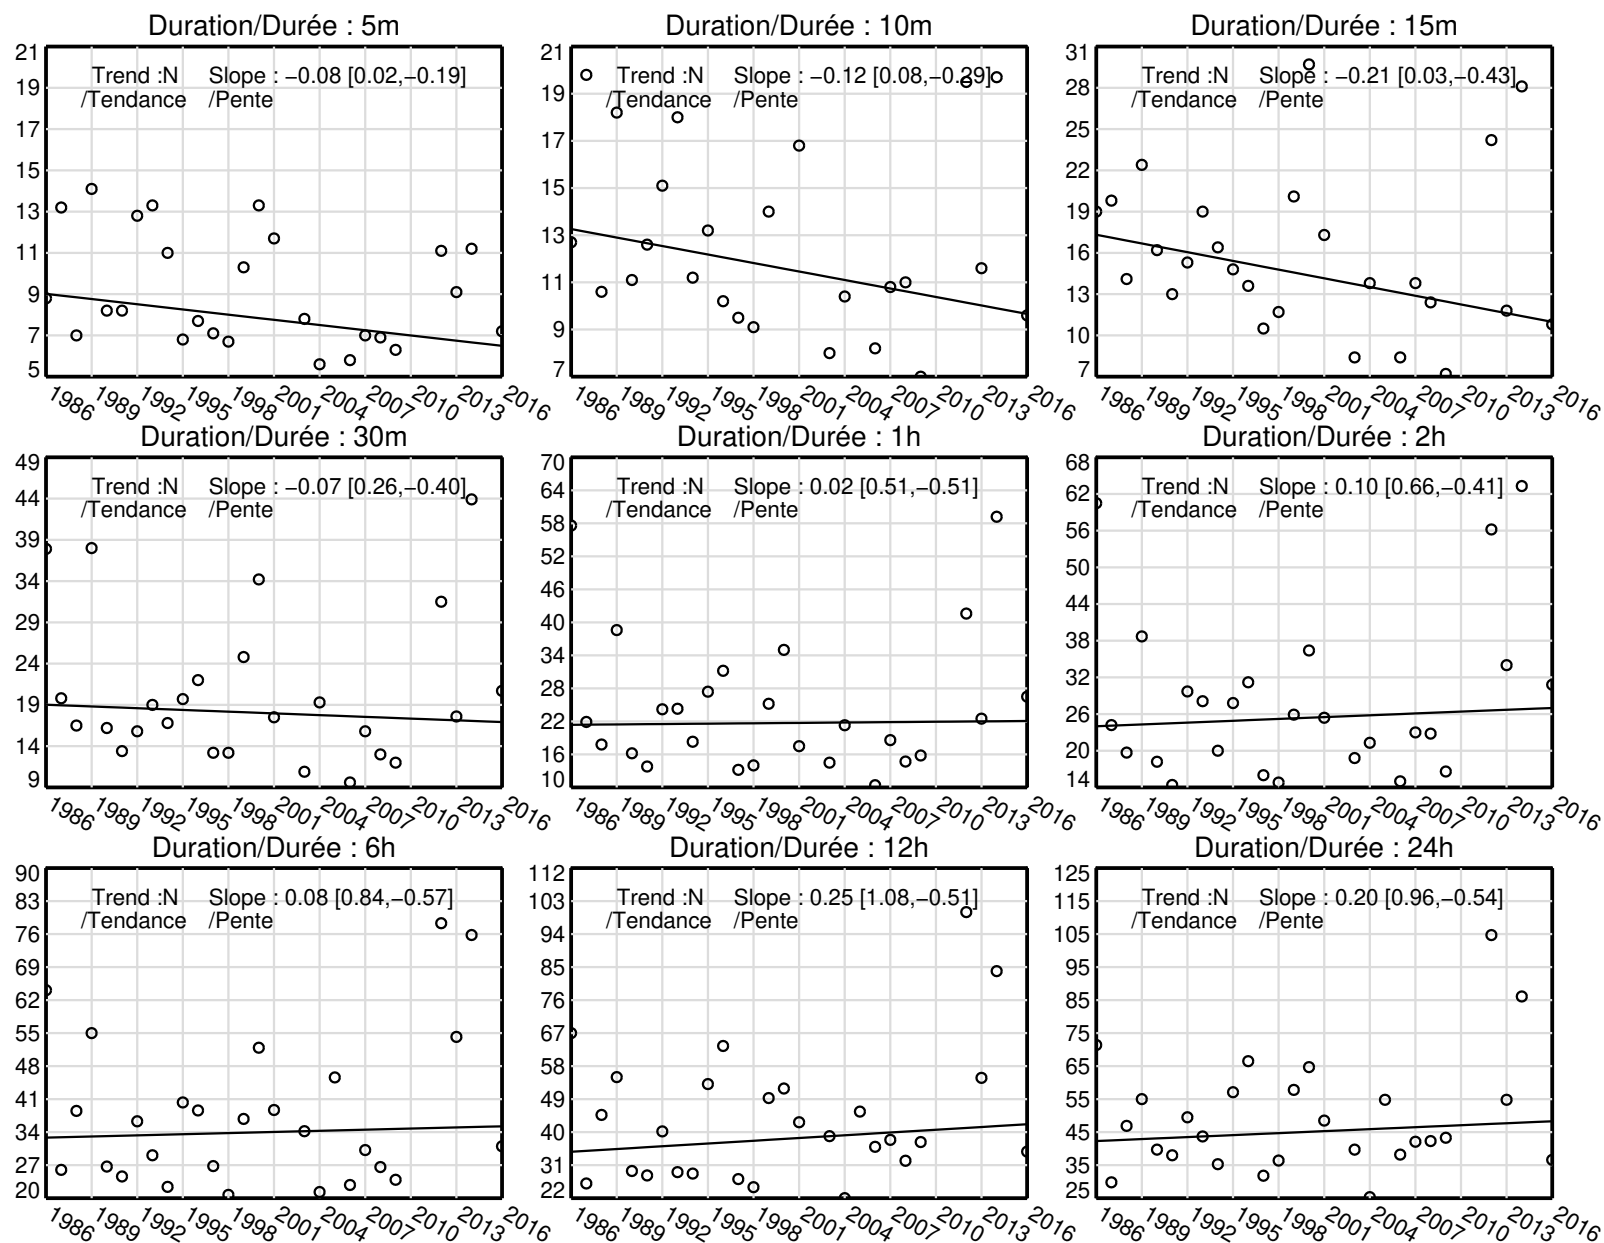 Duration/Durée : 5m
21
19
17
15
13
11
9
7
5
Trend :N Slope : −0.08 [0.02,−0.19]
/Tendance /Pente
1986 1989 1992 1995 1998 2001 2004 2007 2010 2013 2016
Duration/Durée : 10m
21
19
17
15
13
11
9
7
Trend :N Slope : −0.12 [0.08,−0.29]
/Tendance /Pente
1986 1989 1992 1995 1998 2001 2004 2007 2010 2013 2016
Duration/Durée : 15m
31
28
25
22
19
16
13
10
7
Trend :N Slope : −0.21 [0.03,−0.43]
/Tendance /Pente
1986 1989 1992 1995 1998 2001 2004 2007 2010 2013 2016
Duration/Durée : 30m
49
44
39
34
29
24
19
14
9
Trend :N Slope : −0.07 [0.26,−0.40]
/Tendance /Pente
1986 1989 1992 1995 1998 2001 2004 2007 2010 2013 2016
Duration/Durée : 1h
70
64
58
52
46
40
34
28
22
16
10
Trend :N Slope : 0.02 [0.51,−0.51]
/Tendance /Pente
1986 1989 1992 1995 1998 2001 2004 2007 2010 2013 2016
Duration/Durée : 2h
68
62
56
50
44
38
32
26
20
14
Trend :N Slope : 0.10 [0.66,−0.41]
/Tendance /Pente
1986 1989 1992 1995 1998 2001 2004 2007 2010 2013 2016
Duration/Durée : 6h
90
83
76
69
62
55
48
41
34
27
20
Trend :N Slope : 0.08 [0.84,−0.57]
/Tendance /Pente
1986 1989 1992 1995 1998 2001 2004 2007 2010 2013 2016
Duration/Durée : 12h
112
103
94
85
76
67
58
49
40
31
22
Trend :N Slope : 0.25 [1.08,−0.51]
/Tendance /Pente
1986 1989 1992 1995 1998 2001 2004 2007 2010 2013 2016
Duration/Durée : 24h
125
115
105
95
85
75
65
55
45
35
25
Trend :N Slope : 0.20 [0.96,−0.54]
/Tendance /Pente
1986 1989 1992 1995 1998 2001 2004 2007 2010 2013 2016